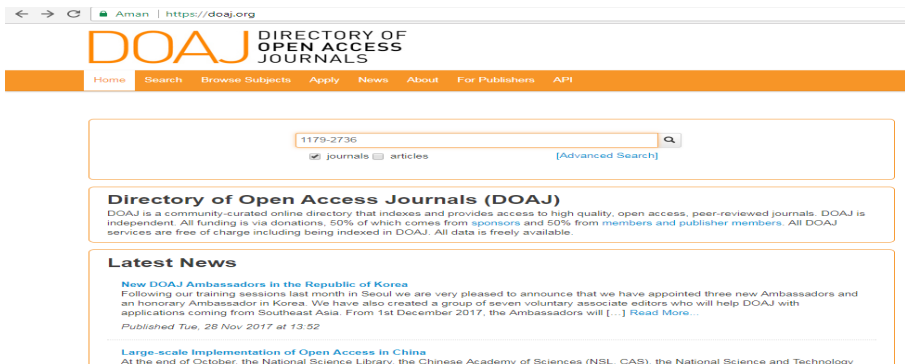 Aman | https://doaj.org
DOAJ DIRECTORY OF
OPEN ACCESS
JOURNALS
Home Search Browse Subjects Apply News About For Publishers API
1179-2736
journals articles [Advanced Search]
Directory of Open Access Journals (DOAJ)
DOAJ is a community-curated online directory that indexes and provides access to high quality, open access, peer-reviewed journals. DOAJ is
independent. All funding is via donations, 50% of which comes from sponsors and 50% from members and publisher members. All DOAJ
services are free of charge including being indexed in DOAJ. All data is freely available.
Latest News
New DOAJ Ambassadors in the Republic of Korea
Following our training sessions last month in Seoul we are very pleased to announce that we have appointed three new Ambassadors and
an honorary Ambassador in Korea. We have also created a group of seven voluntary associate editors who will help DOAJ with
applications coming from Southeast Asia. From 1st December 2017, the Ambassadors will [...] Read More...
Published Tue, 28 Nov 2017 at 13:52
Large-scale Implementation of Open Access in China
At the end of October, the National Science Library, the Chinese Academy of Sciences (NSL, CAS), the National Science and Technology